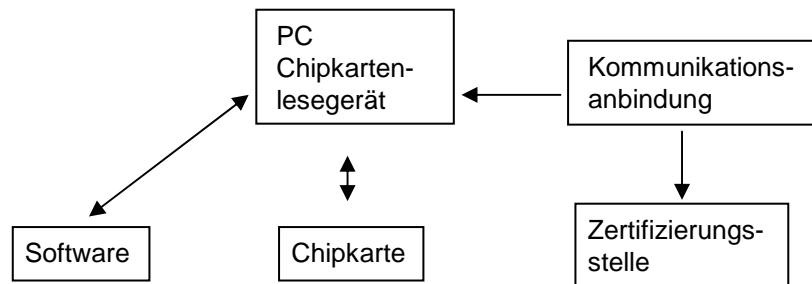 PC
Chipkarten-
lesegerät
Kommunikations-
anbindung
Software
Chipkarte
Zertifizierungs-
stelle